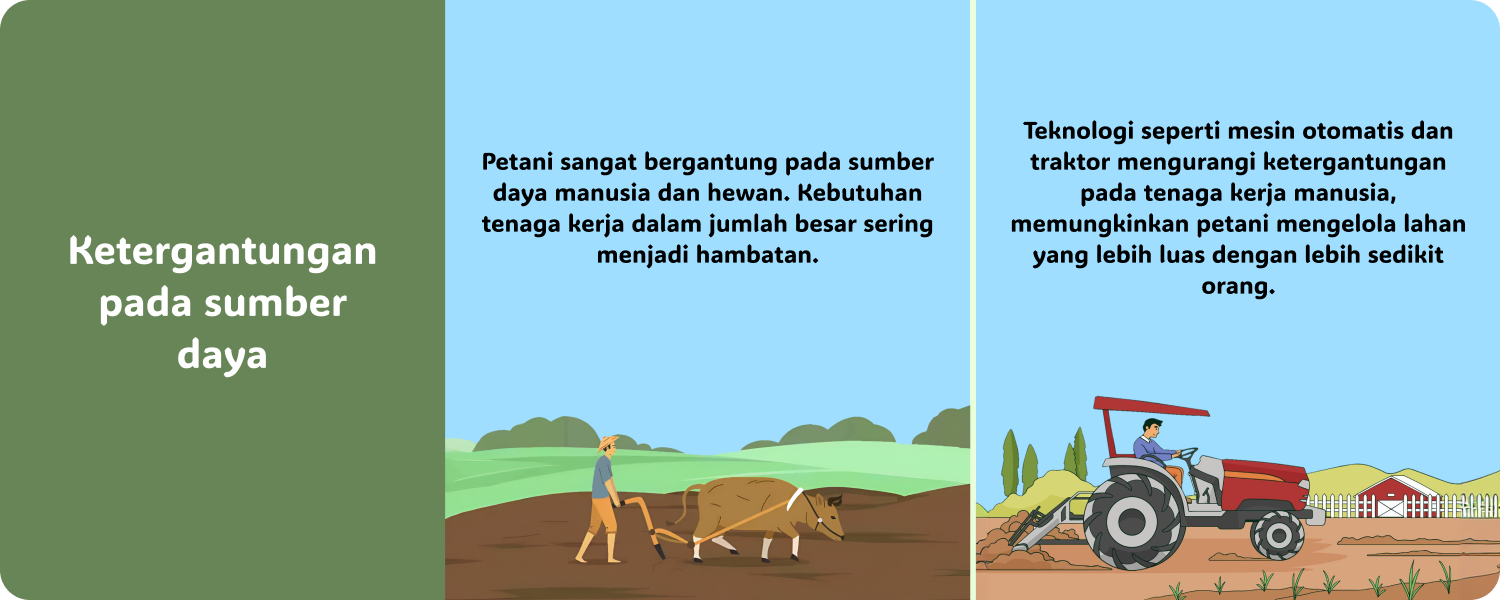 Ketergantungan
pada sumber
daya
Petani sangat bergantung pada sumber
daya manusia dan hewan. Kebutuhan
tenaga kerja dalam jumlah besar sering
menjadi hambatan.
Teknologi seperti mesin otomatis dan
traktor mengurangi ketergantungan
pada tenaga kerja manusia,
memungkinkan petani mengelola lahan
yang lebih luas dengan lebih sedikit
orang.